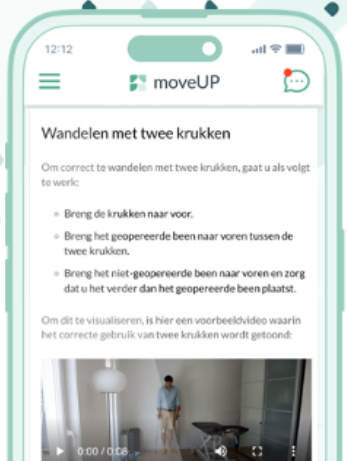 12:12
moveUP
Wandelen met twee krukken
Om correct te wandelen met twee krukken, gaat u als volgt
te werk:
Breng de krukken naar voor.
Breng het geopereerde been naar voren tussen de
twee krukken.
Breng het niet-geopereerde been naar voren en zorg
dat u het verder dan het geopereerde been plaatst.
Om dit te visualiseren, is hier een voorbeeldvideo waarin
het correcte gebruik van twee krukken wordt getoond:
0:00 / 0:06